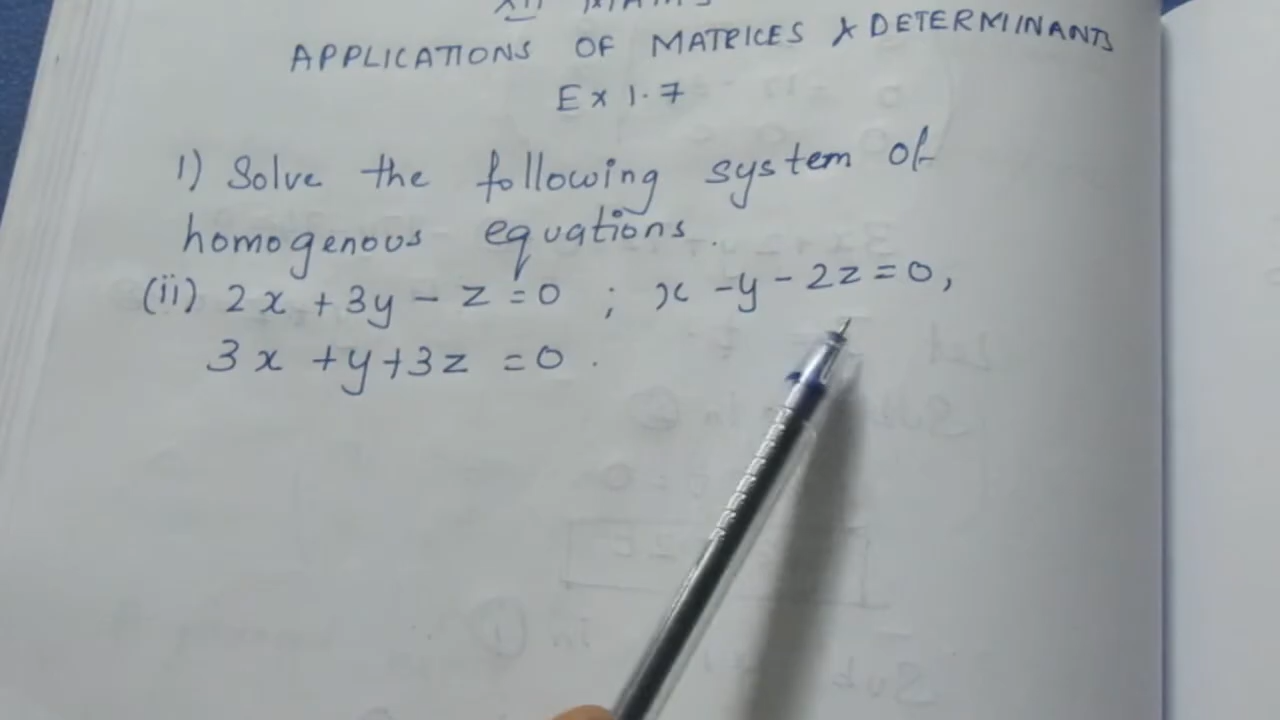 APPLICATIONS OF MATRICES & DETERMINANTS
Ex 1.7
1) Solve the following system of
homogenous equations.
(ii) 2x + 3y - z = 0 ; x - y - 2z = 0,
3x + y + 3z = 0.